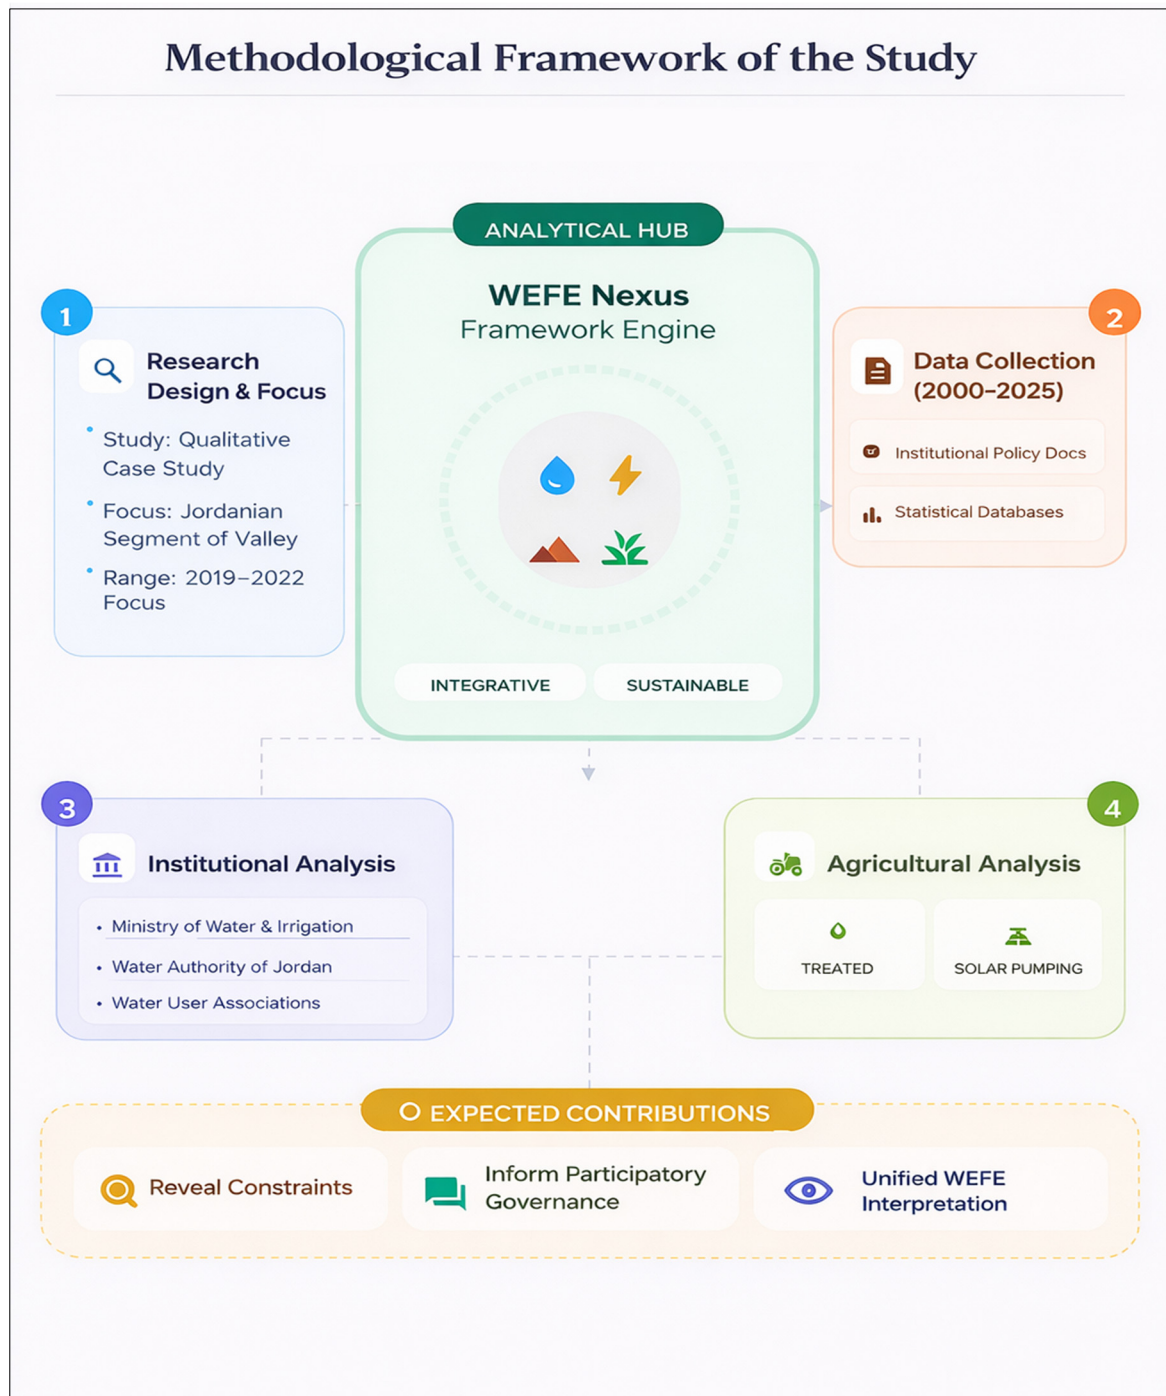 Methodological Framework of the Study
ANALYTICAL HUB
WEFE Nexus
Framework Engine
INTEGRATIVE
SUSTAINABLE
1
Research
Design & Focus
• Study: Qualitative
Case Study
• Focus: Jordanian
Segment of Valley
• Range: 2019–2022
Focus
2
Data Collection
(2000–2025)
Institutional Policy Docs
Statistical Databases
3
Institutional Analysis
• Ministry of Water & Irrigation
• Water Authority of Jordan
• Water User Associations
4
Agricultural Analysis
TREATED
SOLAR PUMPING
EXPECTED CONTRIBUTIONS
Reveal Constraints
Inform Participatory
Governance
Unified WEFE
Interpretation